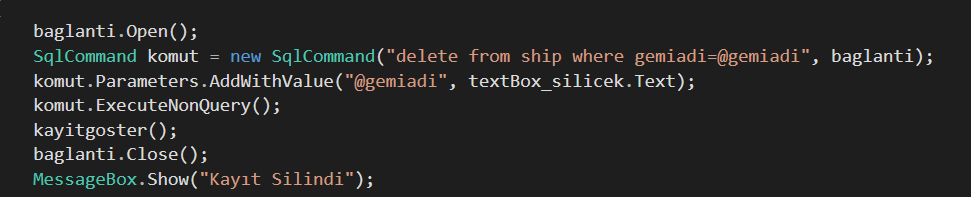 baglanti.Open();
SqlCommand komut = new SqlCommand("delete from ship where gemiadi=@gemiadi", baglanti);
komut.Parameters.AddWithValue("@gemiadi", textBox_silicek.Text);
komut.ExecuteNonQuery();
kayitgoster();
baglanti.Close();
MessageBox.Show("Kayıt Silindi");